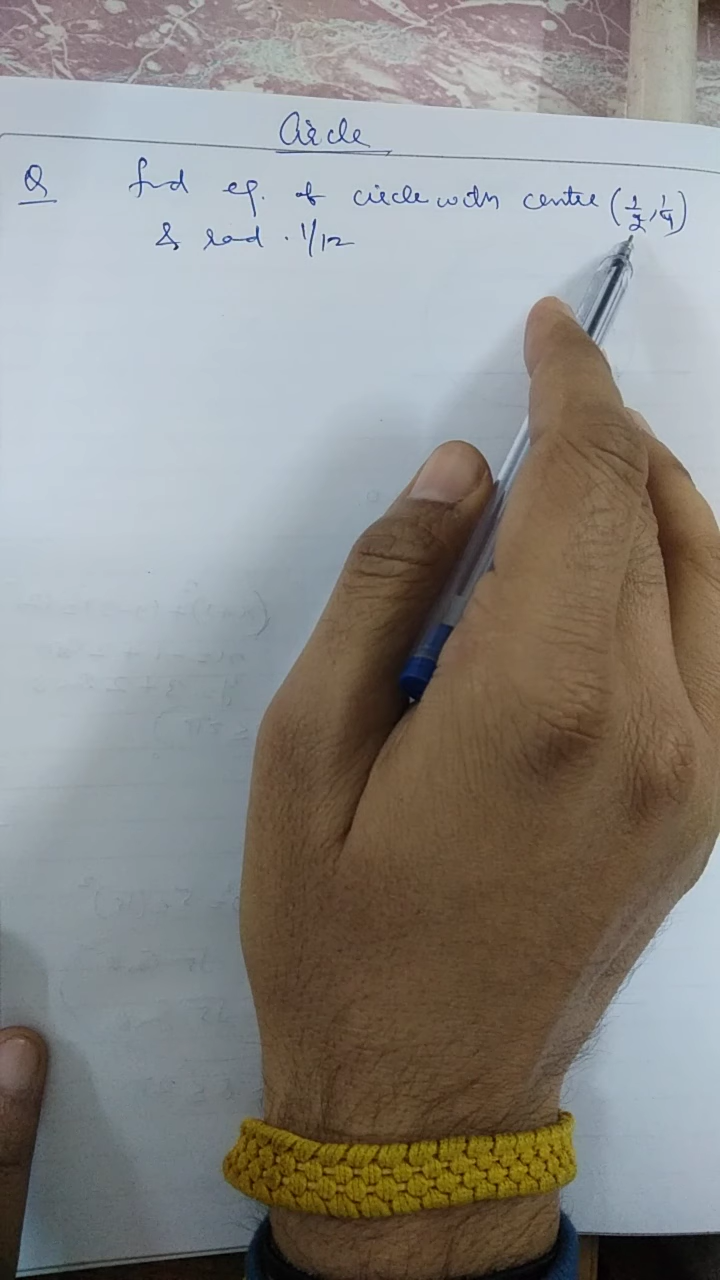 Circle
Q find eq. of circle with centre (1/2, 1/4)
& rad. 1/12